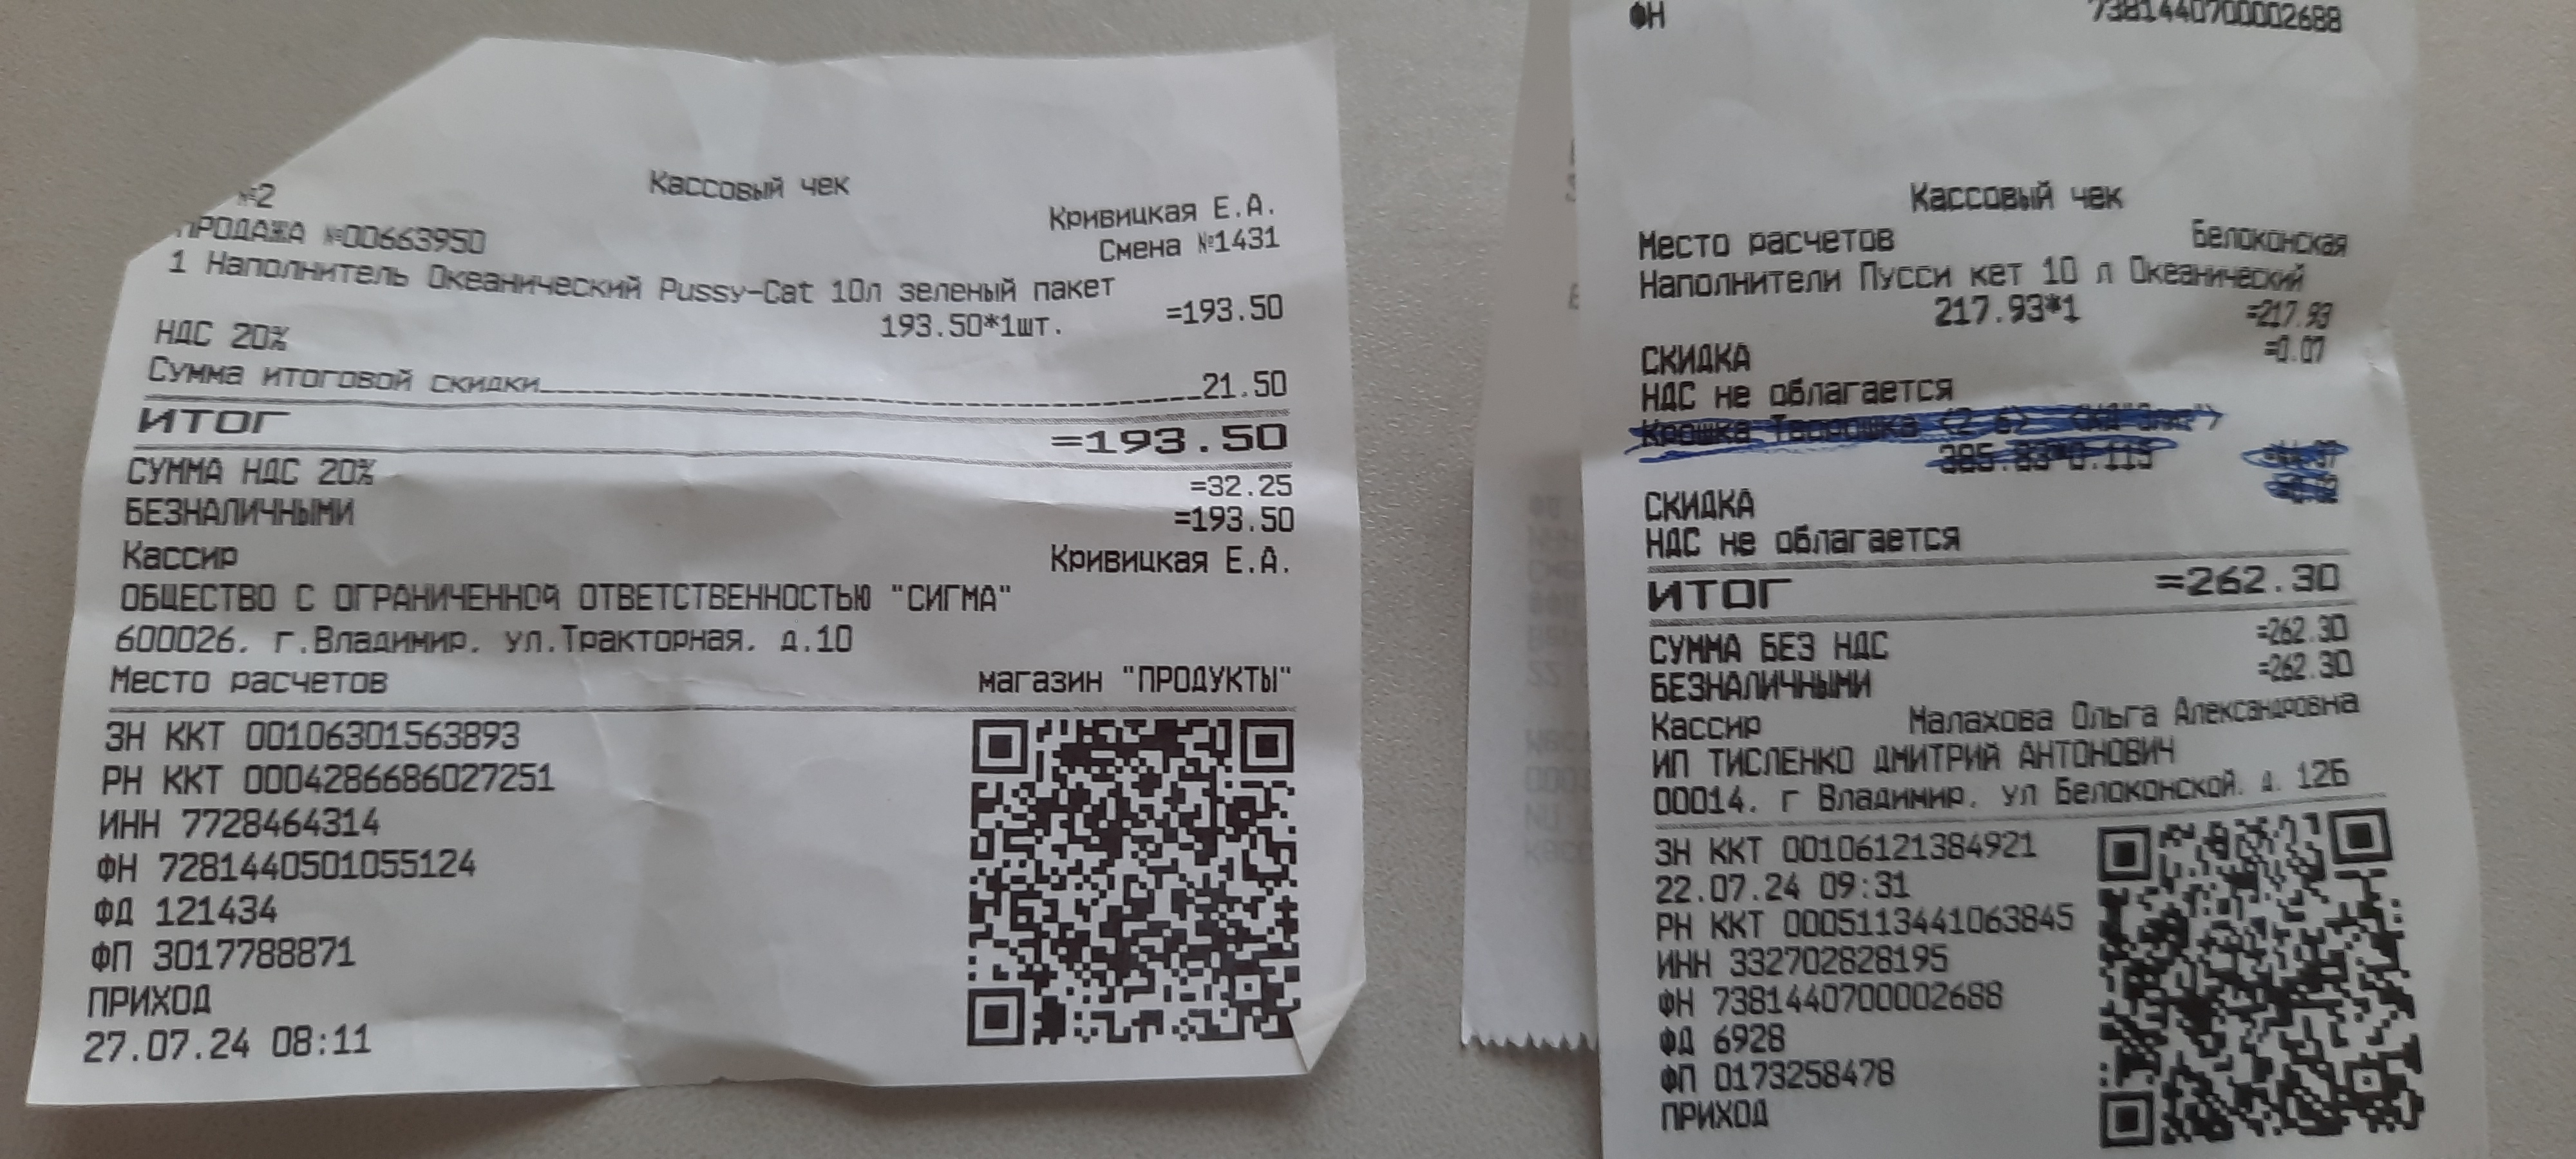 №2
Кассовый чек
Кривицкая Е.А.
ПРОДАЖА №00663950
Смена №1431
1 Наполнитель Океанический Pussy-Cat 10л зеленый пакет
193.50*1шт. =193.50
НДС 20%
Сумма итоговой скидки 21.50
ИТОГ =193.50
СУММА НДС 20% =32.25
БЕЗНАЛИЧНЫМИ =193.50
Кассир Кривицкая Е.А.
ОБЩЕСТВО С ОГРАНИЧЕННОЙ ОТВЕТСТВЕННОСТЬЮ "СИГМА"
600026, г.Владимир, ул.Тракторная, д.10
Место расчетов магазин "ПРОДУКТЫ"
ЗН ККТ 00106301563893
РН ККТ 0004286686027251
ИНН 7728464314
ФН 7281440501055124
ФД 121434
ФП 3017788871
ПРИХОД
27.07.24 08:11
ФН 7381440700002688
Кассовый чек
Место расчетов Белоконская
Наполнители Пусси кет 10 л Океанический
217.93*1 =217.93
СКИДКА =0.07
НДС не облагается
Крошка Творошка
385.83*0.115
СКИДКА
НДС не облагается
ИТОГ =262.30
СУММА БЕЗ НДС =262.30
БЕЗНАЛИЧНЫМИ =262.30
Кассир Малахова Ольга Александровна
ИП ТИСЛЕНКО ДМИТРИЙ АНТОНОВИЧ
00014, г Владимир, ул Белоконской, д. 12Б
ЗН ККТ 00106121384921
22.07.24 09:31
РН ККТ 0005113441063845
ИНН 332702828195
ФН 7381440700002688
ФД 6928
ФП 0173258478
ПРИХОД